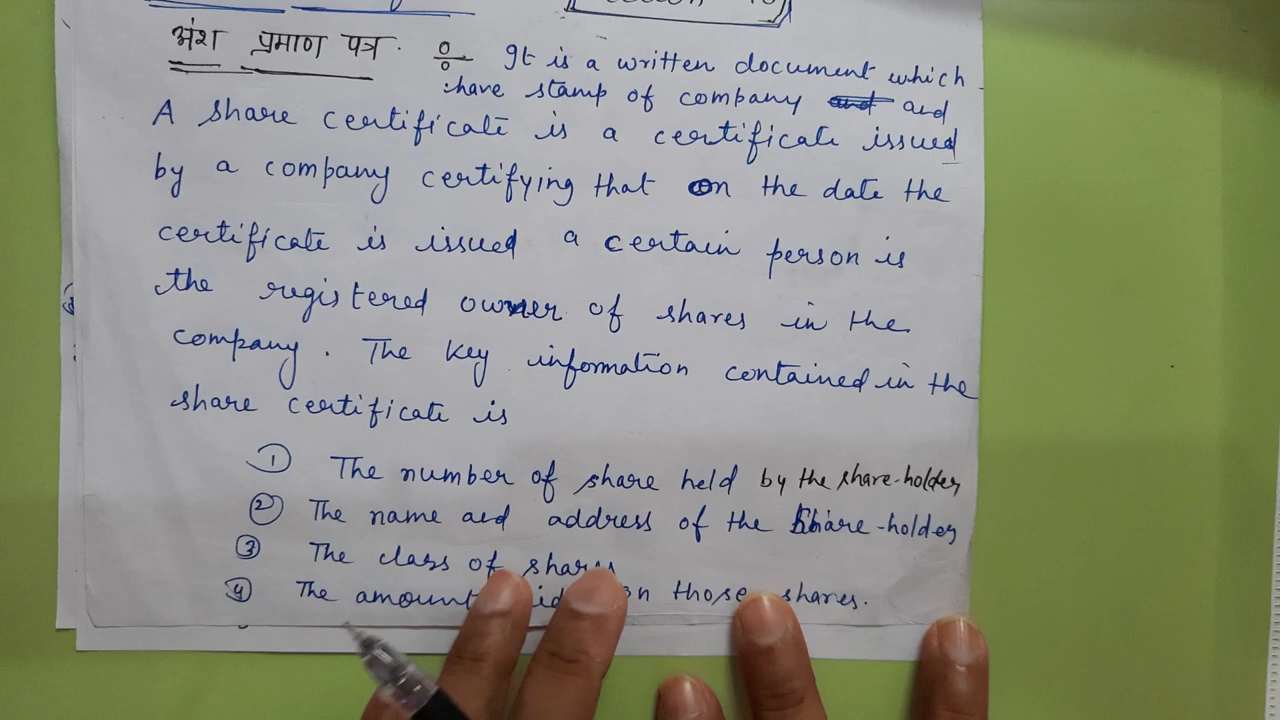 अंश प्रमाण पत्र. ÷ It is a written document which
have stamp of company and and
A share certificate is a certificate issued
by a company certifying that on the date the
certificate is issued a certain person is
the registered owner of shares in the
company. The key information contained in the
share certificate is
① The number of share held by the share-holder
② The name and address of the share-holder
③ The class of shares
④ The amount on those shares.